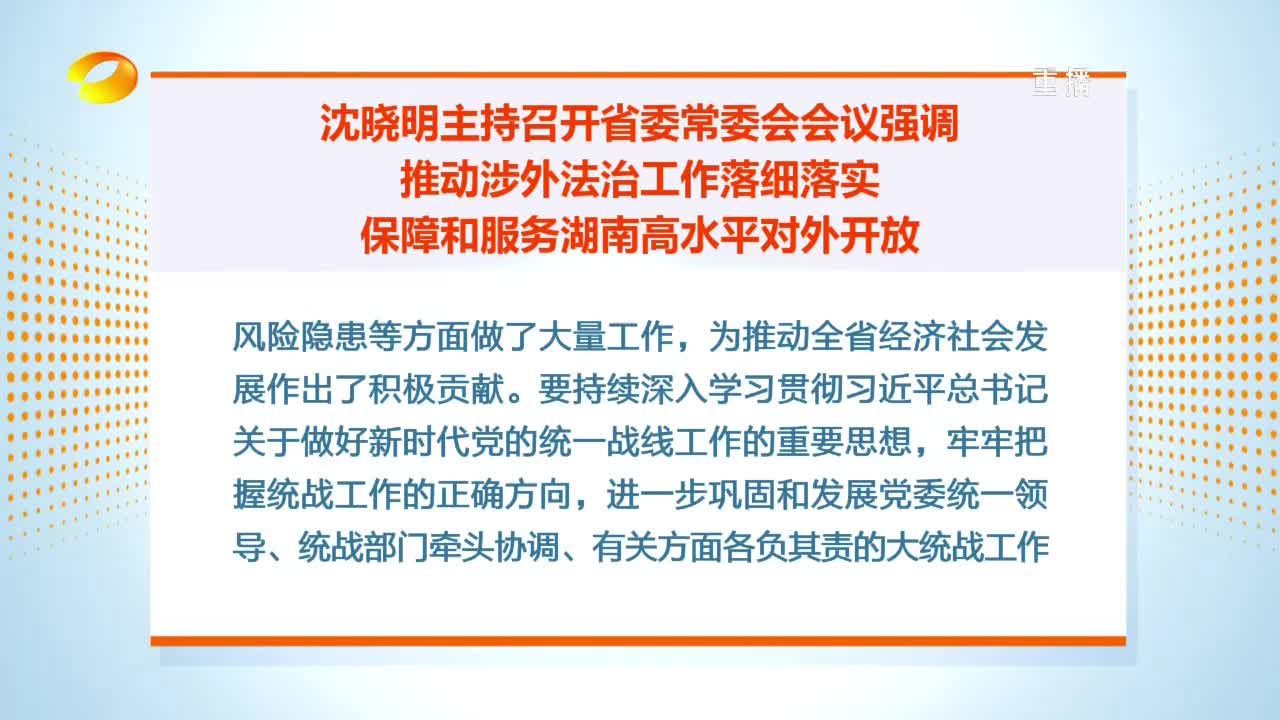 重播
沈晓明主持召开省委常委会会议强调
推动涉外法治工作落细落实
保障和服务湖南高水平对外开放
风险隐患等方面做了大量工作，为推动全省经济社会发
展作出了积极贡献。要持续深入学习贯彻习近平总书记
关于做好新时代党的统一战线工作的重要思想，牢牢把
握统战工作的正确方向，进一步巩固和发展党委统一领
导、统战部门牵头协调、有关方面各负其责的大统战工作